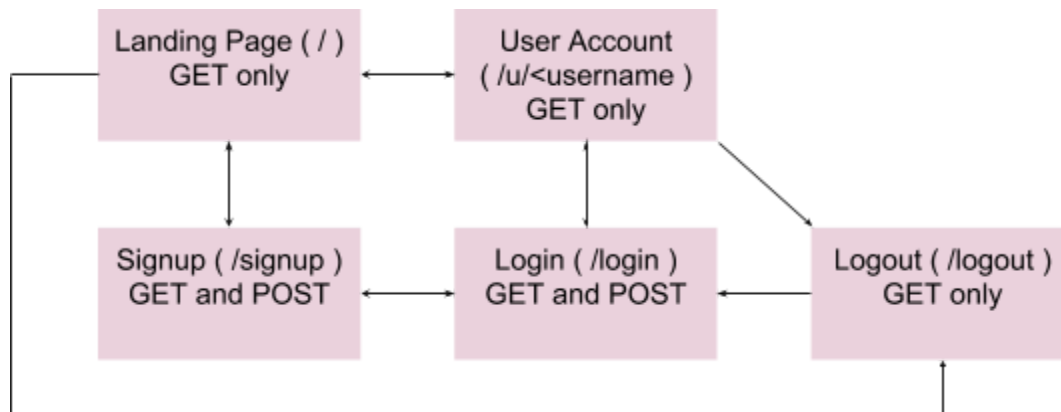 Landing Page ( / )
GET only
User Account
( /u/<username )
GET only
Signup ( /signup )
GET and POST
Login ( /login )
GET and POST
Logout ( /logout )
GET only